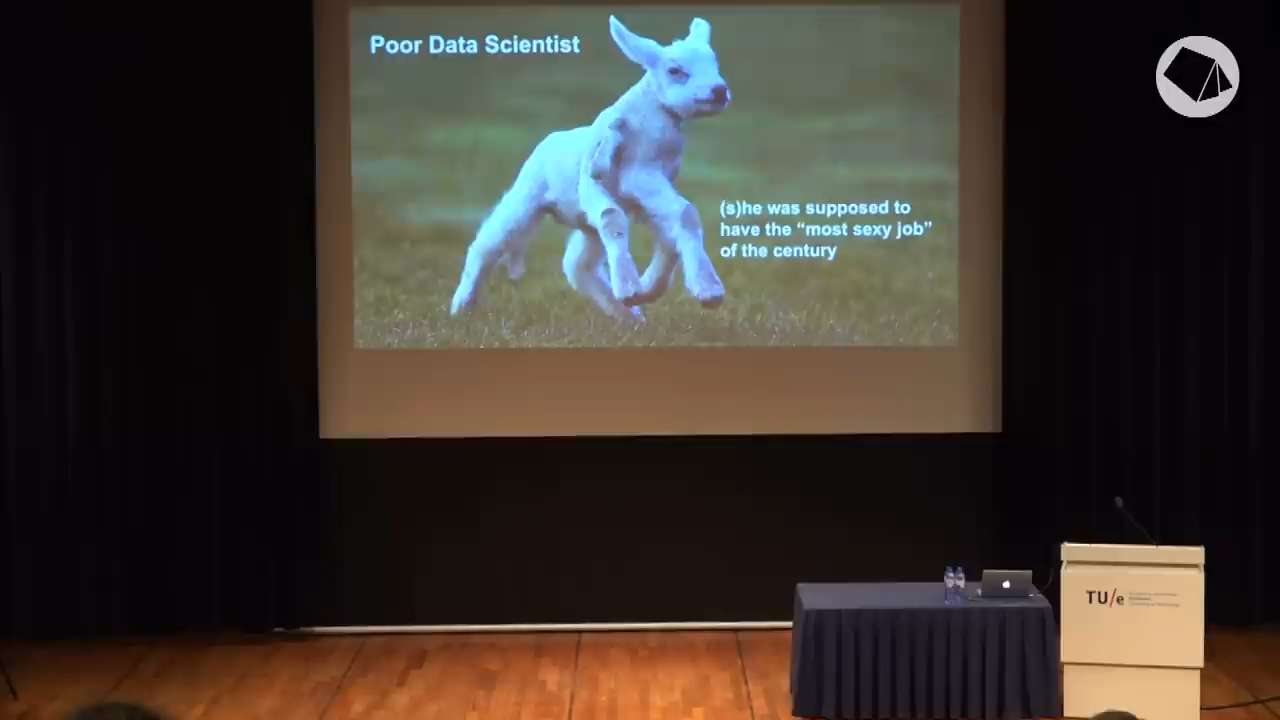 Poor Data Scientist
(s)he was supposed to
have the “most sexy job”
of the century
TU/e